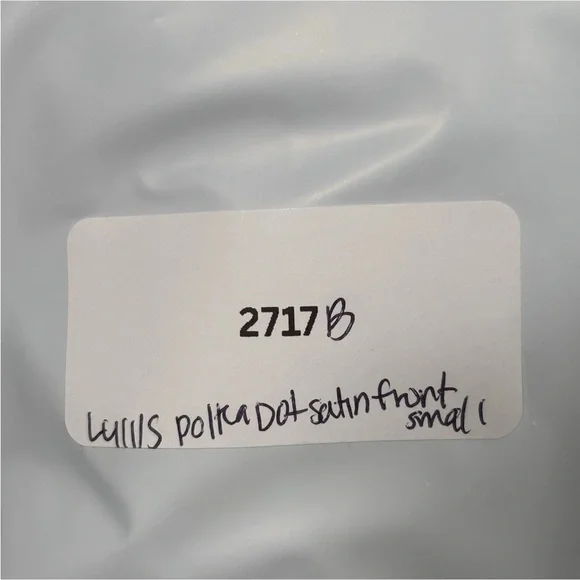 2717B
Lulus polka Dot satin front
small